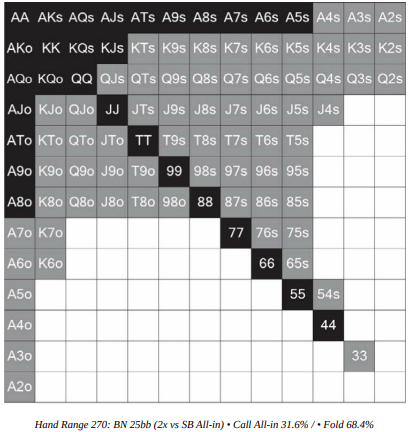 AA AKs AQs AJs ATs A9s A8s A7s A6s A5s A4s A3s A2s
AKo KK KQs KJs KTs K9s K8s K7s K6s K5s K4s K3s K2s
AQo KQo QQ QJs QTs Q9s Q8s Q7s Q6s Q5s Q4s Q3s Q2s
AJo KJo QJo JJ JTs J9s J8s J7s J6s J5s J4s
ATo KTo QTo JTo TT T9s T8s T7s T6s T5s
A9o K9o Q9o J9o T9o 99 98s 97s 96s 95s
A8o K8o Q8o J8o T8o 98o 88 87s 86s 85s
A7o K7o 77 76s 75s
A6o K6o 66 65s
A5o 55 54s
A4o 44
A3o 33
A2o
Hand Range 270: BN 25bb (2x vs SB All-in) • Call All-in 31.6% / • Fold 68.4%